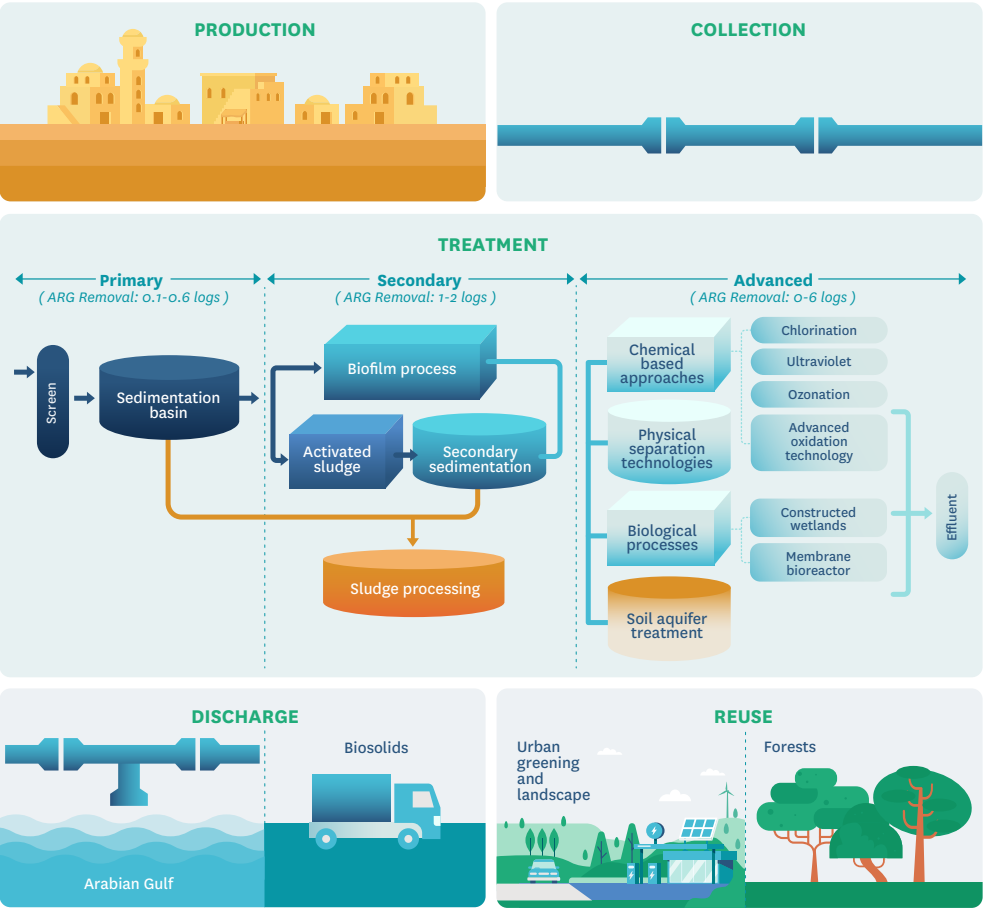 PRODUCTION
COLLECTION
TREATMENT
Primary
( ARG Removal: 0.1-0.6 logs )
Secondary
( ARG Removal: 1-2 logs )
Advanced
( ARG Removal: 0-6 logs )
Screen
Sedimentation
basin
Biofilm process
Activated
sludge
Secondary
sedimentation
Sludge processing
Chemical
based
approaches
Chlorination
Ultraviolet
Ozonation
Advanced
oxidation
technology
Physical
separation
technologies
Biological
processes
Constructed
wetlands
Membrane
bioreactor
Soil aquifer
treatment
Effluent
DISCHARGE
Arabian Gulf
Biosolids
REUSE
Urban
greening
and
landscape
Forests